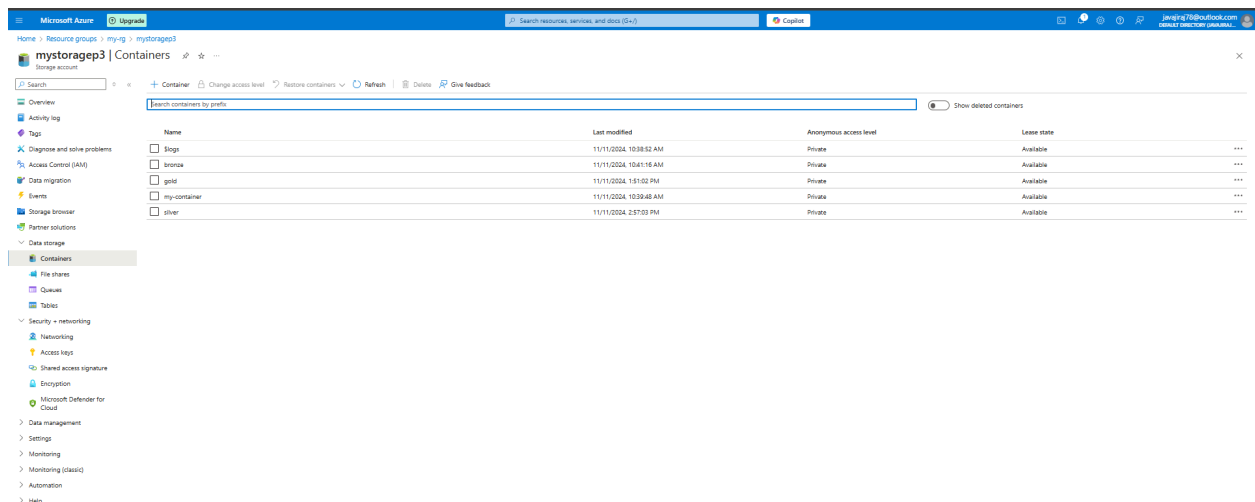 Microsoft Azure
Upgrade
Search resources, services, and docs (G+/)
Copilot
javajiraj78@outlook.com
Home > Resource groups > my-rg > mystoragep3
mystoragep3 | Containers
Storage account
Search
Container
Change access level
Restore containers
Refresh
Delete
Give feedback
Search containers by prefix
Show deleted containers
Overview
Activity log
Tags
Diagnose and solve problems
Access Control (IAM)
Data migration
Events
Storage browser
Partner solutions
Data storage
Containers
File shares
Queues
Tables
Security + networking
Networking
Access keys
Shared access signature
Encryption
Microsoft Defender for
Cloud
Data management
Settings
Monitoring
Monitoring (classic)
Automation
Help
Name Last modified Anonymous access level Lease state
$logs 11/11/2024, 10:38:52 AM Private Available
bronze 11/11/2024, 10:41:16 AM Private Available
gold 11/11/2024, 1:51:02 PM Private Available
my-container 11/11/2024, 10:39:48 AM Private Available
silver 11/11/2024, 2:57:03 PM Private Available